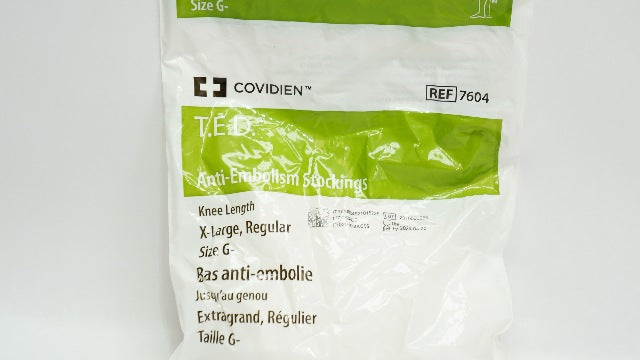 Size G-
COVIDIEN™
REF 7604
T.E.D.
Anti-Embolism Stockings
Knee Length
X-Large, Regular
Size G-
Bas anti-embolie
Jusqu'au genou
Extragrand, Régulier
Taille G-
LOT